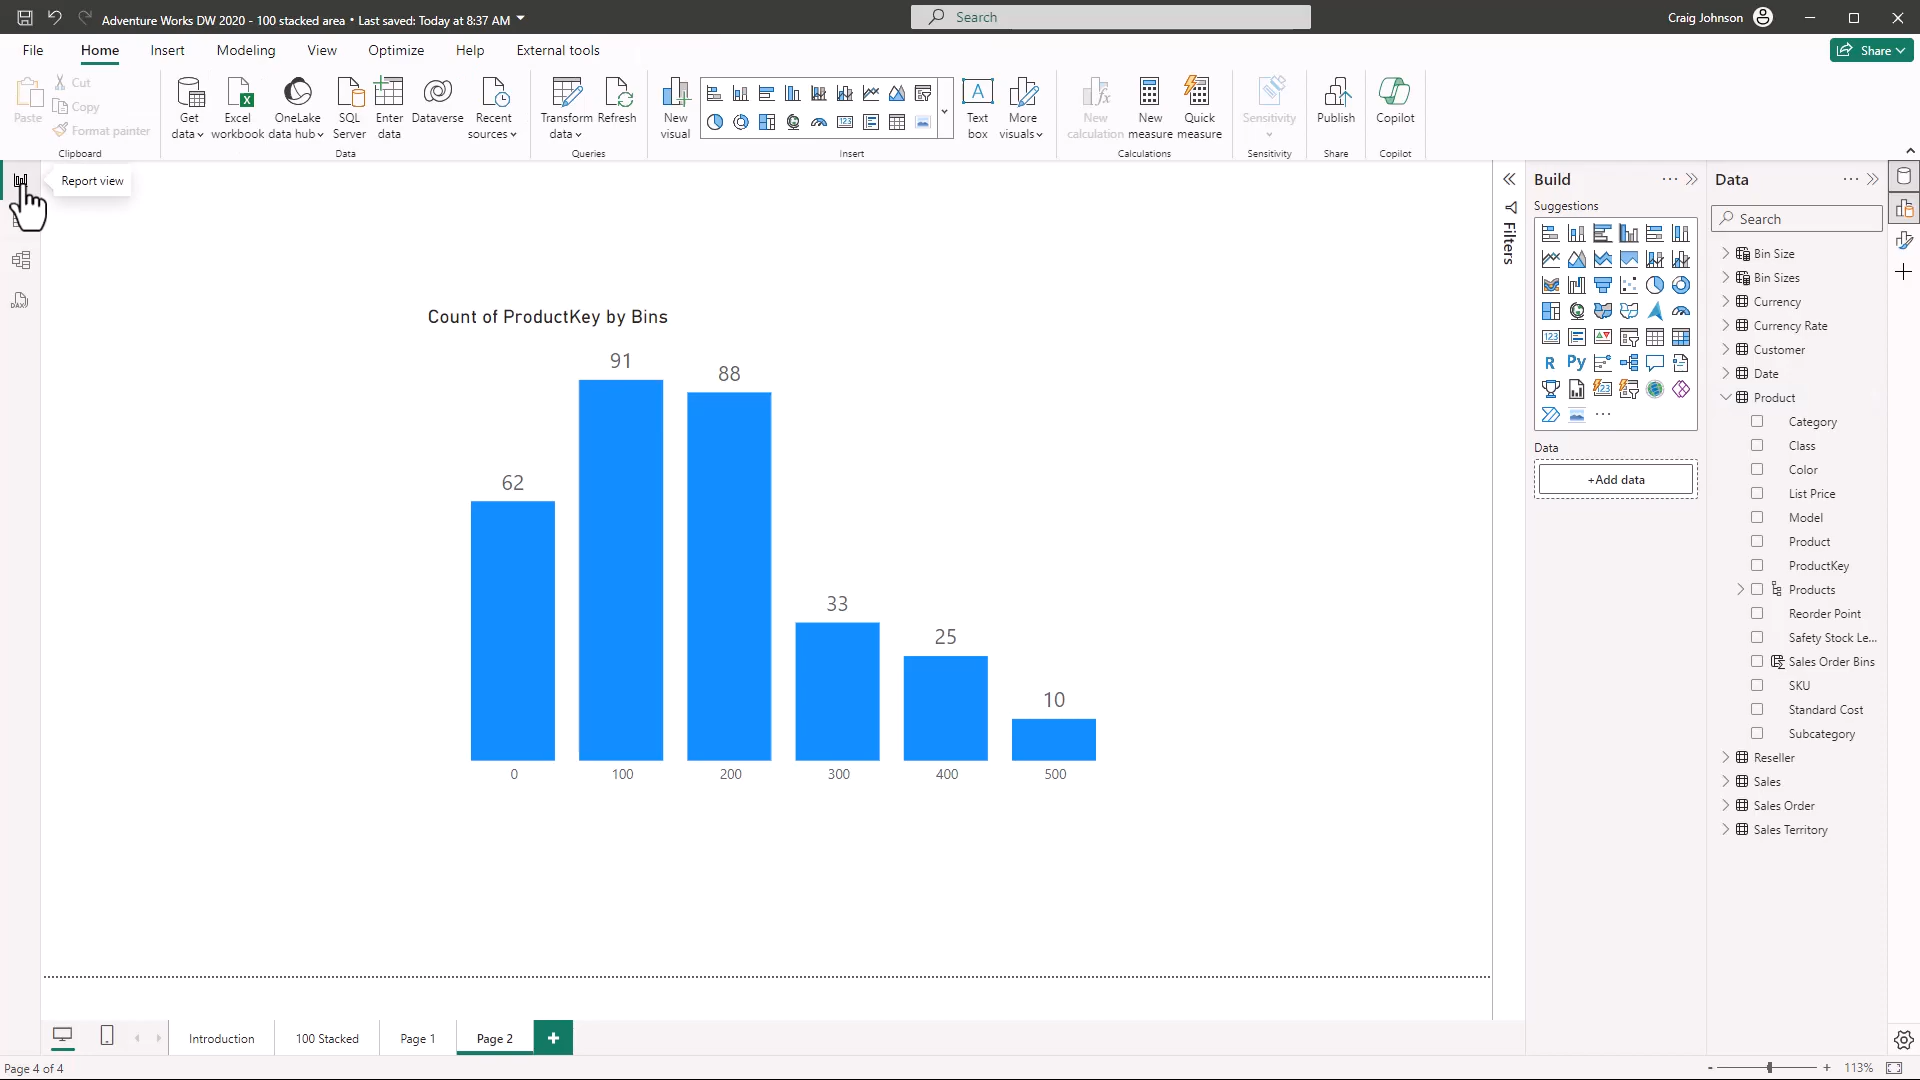 Adventure Works DW 2020 - 100 stacked area • Last saved: Today at 8:37 AM
Search
Craig Johnson
File
Home
Insert
Modeling
View
Optimize
Help
External tools
Share
Paste
Cut
Copy
Format painter
Clipboard
Get data
Excel workbook
OneLake data hub
SQL Server
Enter data
Dataverse
Recent sources
Data
Transform data
Refresh
Queries
New visual
Text box
More visuals
Insert
New calculation
New measure
Quick measure
Calculations
Sensitivity
Sensitivity
Publish
Share
Copilot
Copilot
Report view
DAX
Count of ProductKey by Bins
62
91
88
33
25
10
0
100
200
300
400
500
Filters
Build
Suggestions
123
R
Py
Data
+Add data
Data
Search
Bin Size
Bin Sizes
Currency
Currency Rate
Customer
Date
Product
Category
Class
Color
List Price
Model
Product
ProductKey
Products
Reorder Point
Safety Stock Le...
Sales Order Bins
SKU
Standard Cost
Subcategory
Reseller
Sales
Sales Order
Sales Territory
Introduction
100 Stacked
Page 1
Page 2
Page 4 of 4
113%